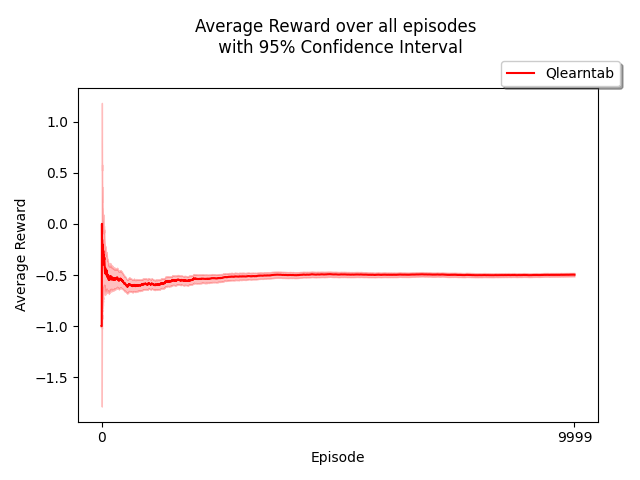 Average Reward over all episodes
with 95% Confidence Interval
Qlearntab
1.0
0.5
0.0
−0.5
−1.0
−1.5
Average Reward
0
9999
Episode